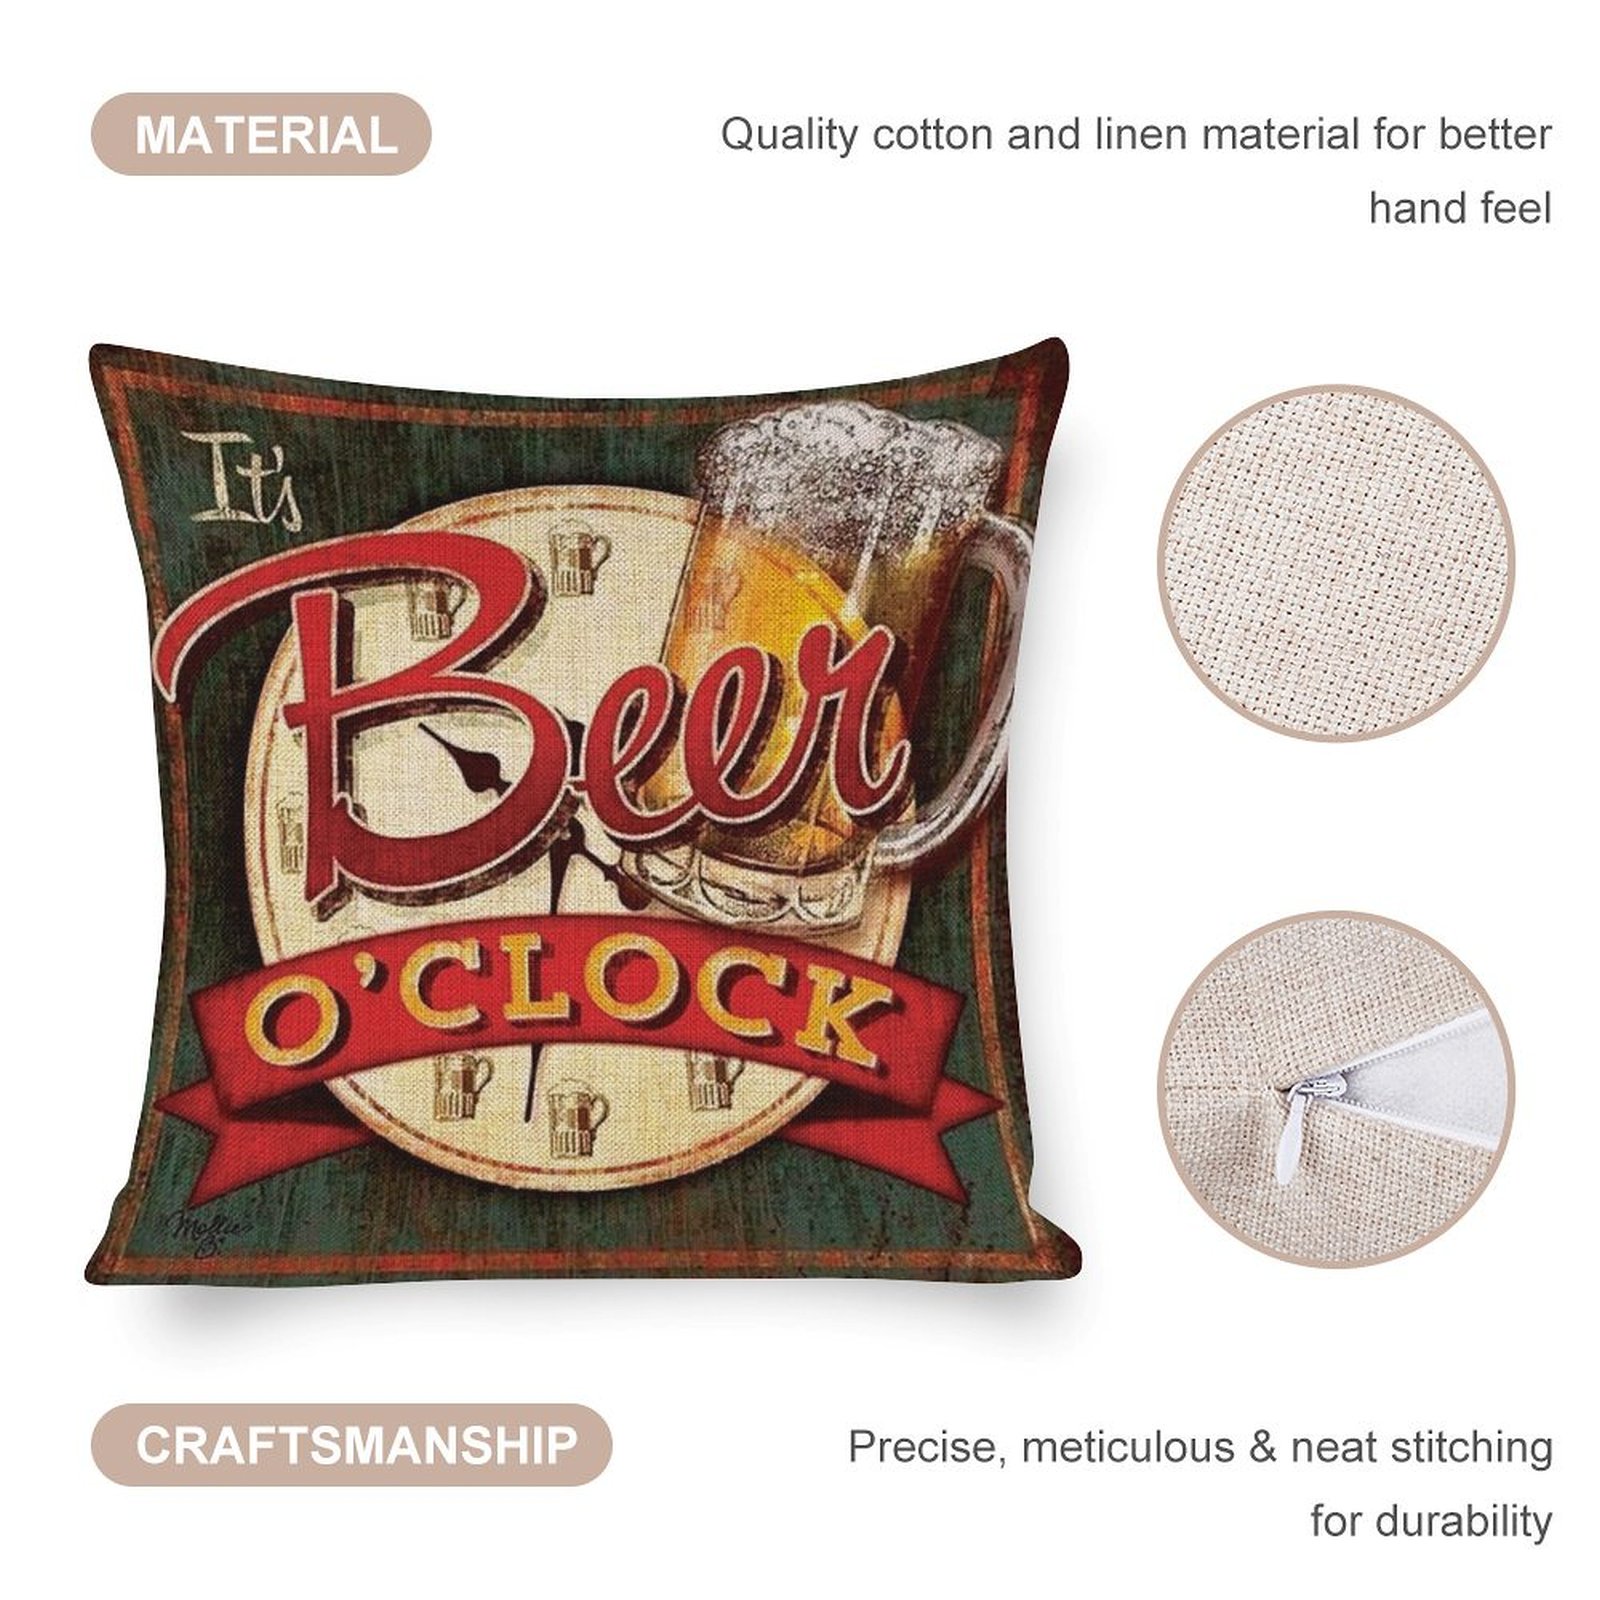 MATERIAL
Quality cotton and linen material for better
hand feel
It's
Beer
O'CLOCK
Mollie B.
CRAFTSMANSHIP
Precise, meticulous & neat stitching
for durability